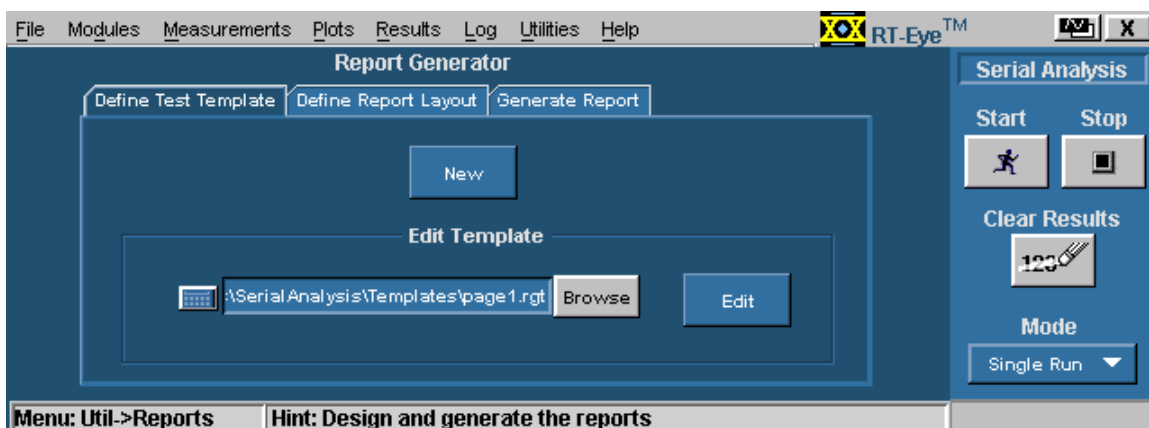 File Modules Measurements Plots Results Log Utilities Help RT-Eye™ X
Report Generator
Serial Analysis
Define Test Template Define Report Layout Generate Report
Start Stop
New
Clear Results
Edit Template
123
:\SerialAnalysis\Templates\page1.rgt Browse Edit
Mode
Single Run
Menu: Util->Reports Hint: Design and generate the reports